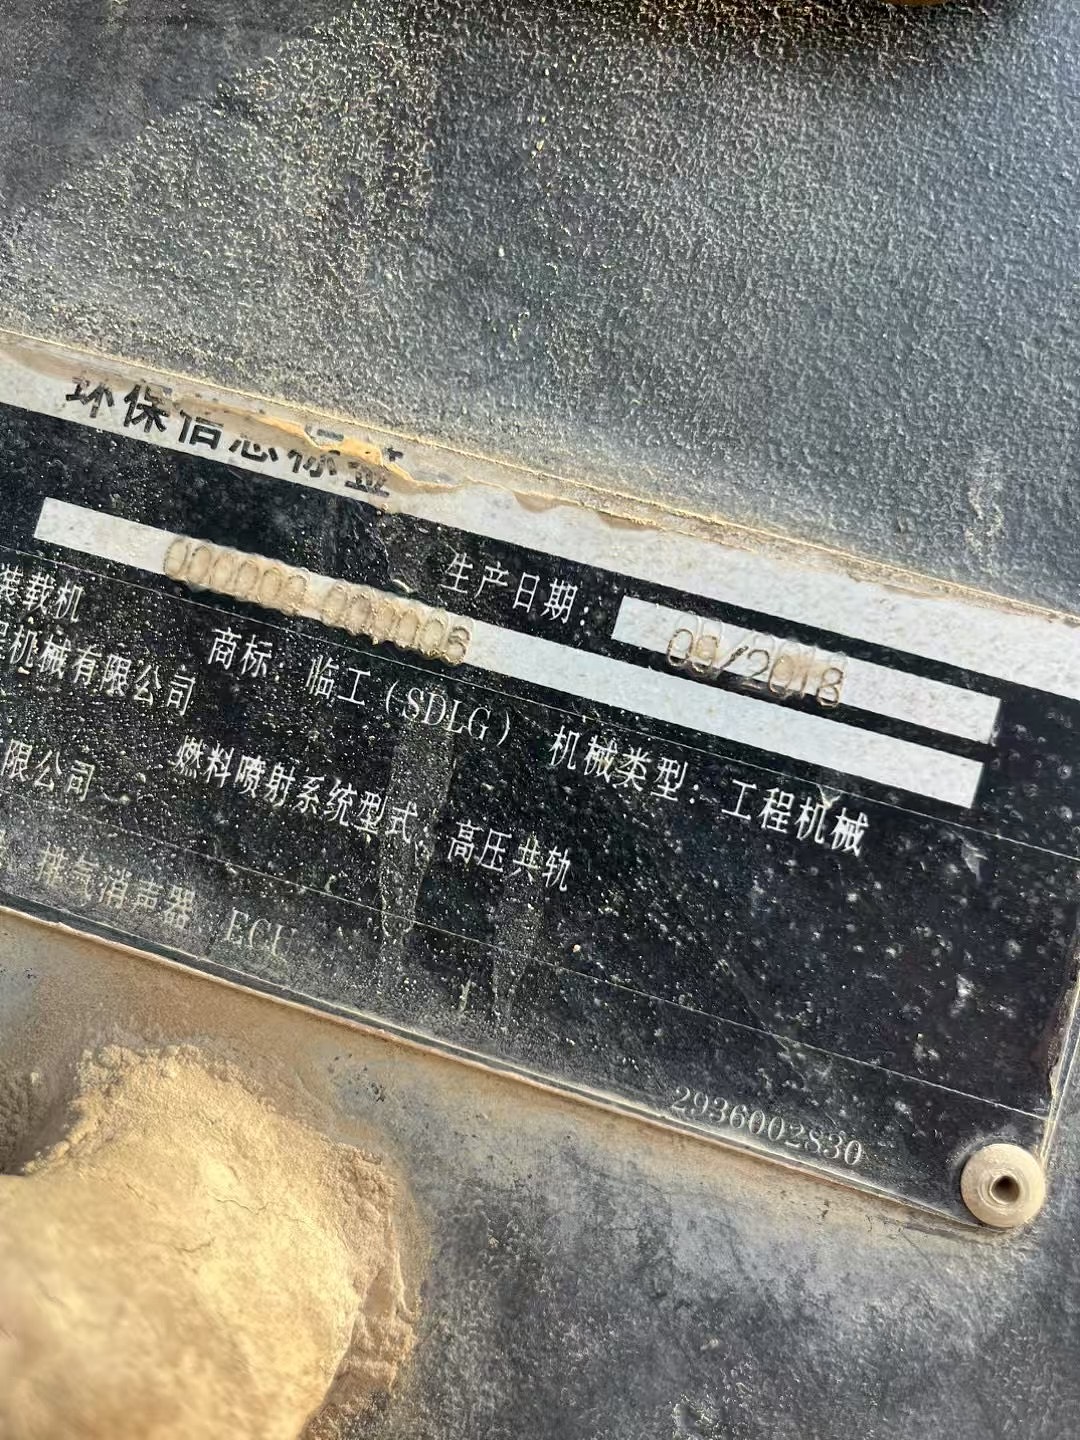 环保信息标签
生产日期： 09/2018
000002 000006
装载机 商标：临工（SDLG） 机械类型：工程机械
程机械有限公司
限公司 燃料喷射系统型式：高压共轨
排气消声器 ECU
2936002830